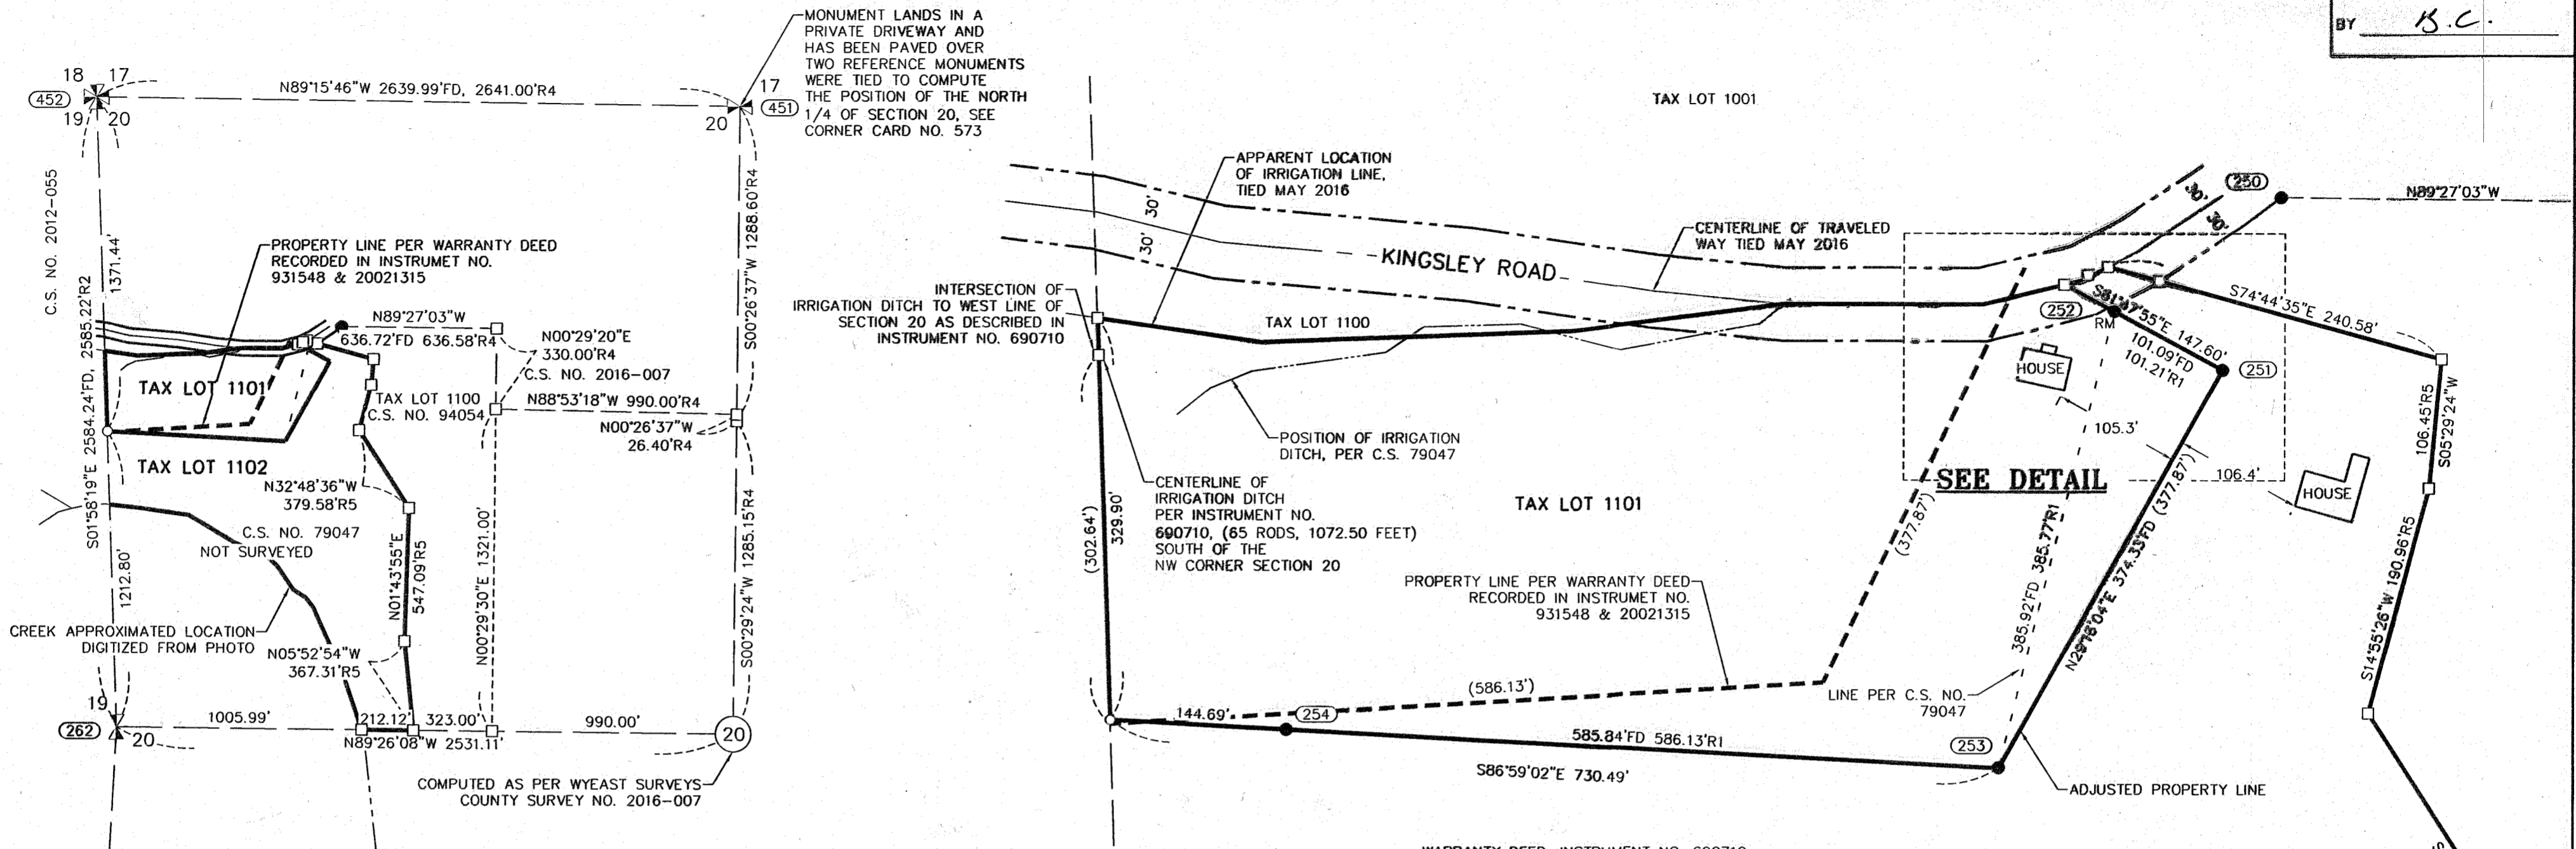 BY B.C.
MONUMENT LANDS IN A
PRIVATE DRIVEWAY AND
HAS BEEN PAVED OVER
TWO REFERENCE MONUMENTS
WERE TIED TO COMPUTE
THE POSITION OF THE NORTH
1/4 OF SECTION 20, SEE
CORNER CARD NO. 573
18 17
452
19 20
N89°15'46"W 2639.99'FD, 2641.00'R4
17
451
20
C.S. NO. 2012-055
1371.44'
S01°58'19"E 2584.24'FD, 2585.22'R2
1212.80'
S00°26'37"W 1288.60'R4
PROPERTY LINE PER WARRANTY DEED
RECORDED IN INSTRUMET NO.
931548 & 20021315
N89°27'03"W
636.72'FD 636.58'R4
N00°29'20"E
330.00'R4
C.S. NO. 2016-007
TAX LOT 1101
TAX LOT 1100
C.S. NO. 94054
N88°53'18"W 990.00'R4
N00°26'37"W
26.40'R4
TAX LOT 1102
N32°48'36"W
379.58'R5
C.S. NO. 79047
NOT SURVEYED
N01°43'55"E
547.09'R5
N00°29'30"E 1321.00'
S00°29'24"W 1285.15'R4
CREEK APPROXIMATED LOCATION
DIGITIZED FROM PHOTO
N05°52'54"W
367.31'R5
19
262
20
1005.99'
212.12'
323.00'
990.00'
20
N89°26'08"W 2531.11'
COMPUTED AS PER WYEAST SURVEYS
COUNTY SURVEY NO. 2016-007
TAX LOT 1001
APPARENT LOCATION
OF IRRIGATION LINE,
TIED MAY 2016
30'
30'
KINGSLEY ROAD
CENTERLINE OF TRAVELED
WAY TIED MAY 2016
30'
30'
250
N89°27'03"W
INTERSECTION OF
IRRIGATION DITCH TO WEST LINE OF
SECTION 20 AS DESCRIBED IN
INSTRUMENT NO. 690710
TAX LOT 1100
252
RM
147.60'
101.09'FD
101.21'R1
251
S74°44'35"E 240.58'
HOUSE
105.3'
106.45'R5
S05°29'24"W
POSITION OF IRRIGATION
DITCH, PER C.S. 79047
SEE DETAIL
106.4'
HOUSE
CENTERLINE OF
IRRIGATION DITCH
PER INSTRUMENT NO.
690710, (65 RODS, 1072.50 FEET)
SOUTH OF THE
NW CORNER SECTION 20
(302.64')
329.90'
TAX LOT 1101
(377.87')
385.92'FD 385.77'R1
374.33'FD (377.87')
S14°55'26"W 190.96'R5
PROPERTY LINE PER WARRANTY DEED
RECORDED IN INSTRUMET NO.
931548 & 20021315
(586.13')
LINE PER C.S. NO.
79047
144.69'
254
585.84'FD 586.13'R1
253
S86°59'02"E 730.49'
ADJUSTED PROPERTY LINE